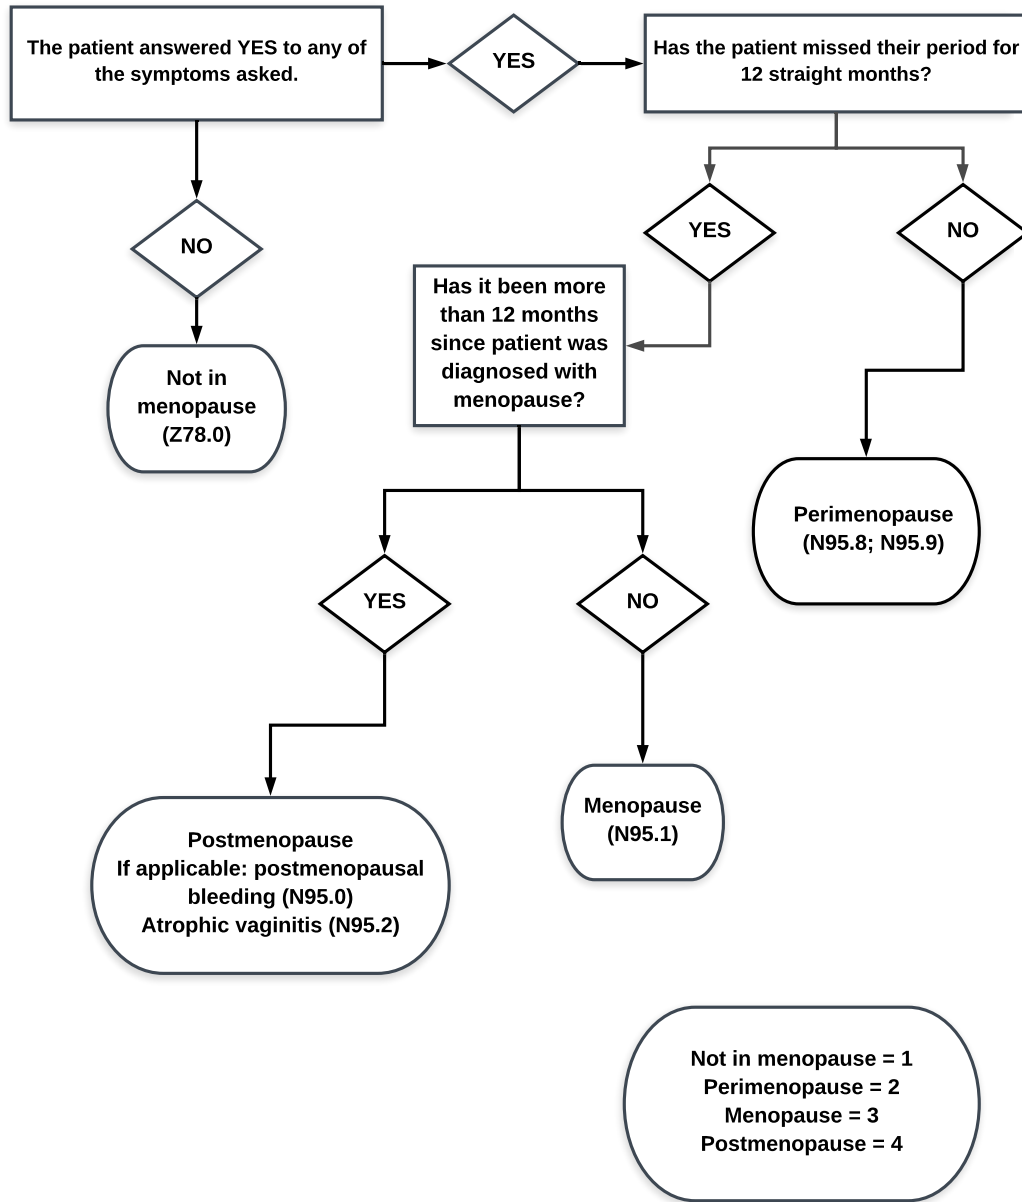 The patient answered YES to any of
the symptoms asked.
YES
Has the patient missed their period for
12 straight months?
NO
YES
NO
Has it been more
than 12 months
since patient was
diagnosed with
menopause?
Not in
menopause
(Z78.0)
Perimenopause
(N95.8; N95.9)
YES
NO
Menopause
(N95.1)
Postmenopause
If applicable: postmenopausal
bleeding (N95.0)
Atrophic vaginitis (N95.2)
Not in menopause = 1
Perimenopause = 2
Menopause = 3
Postmenopause = 4